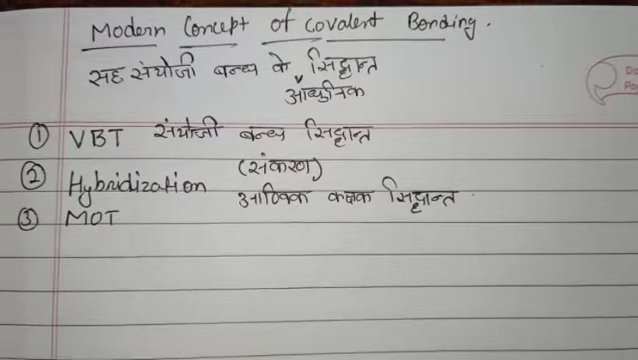 Modern Concept of Covalent Bonding.
सह संयोजी बन्ध के सिद्धान्त
आधुनिक
① VBT संयोजी बन्ध सिद्धान्त
② Hybridization (संकरण)
③ MOT आण्विक कक्षक सिद्धान्त